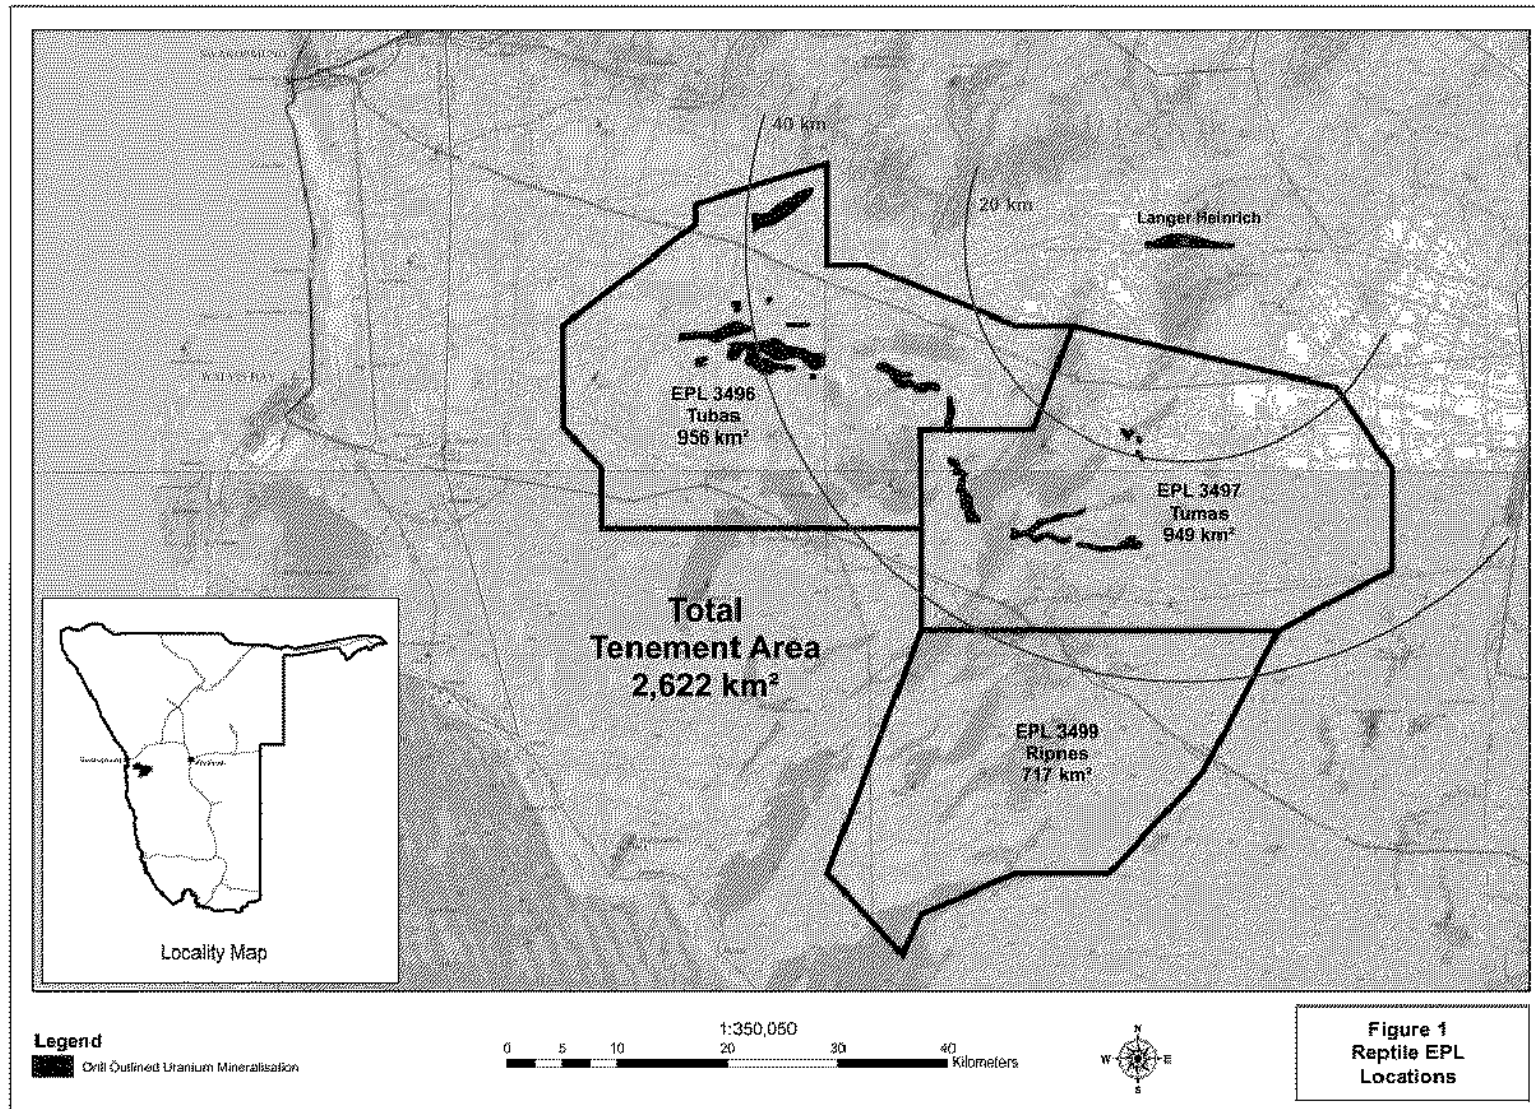 40 km
20 km
Langer Heinrich
WALVIS BAY
EPL 3496
Tubas
956 km²
EPL 3497
Tumas
949 km²
Total
Tenement Area
2,622 km²
EPL 3499
Ripnes
717 km²
Locality Map
Legend
Drill Outlined Uranium Mineralisation
1:350,050
0 5 10 20 30 40
Kilometers
N
W E
S
Figure 1
Reptile EPL
Locations